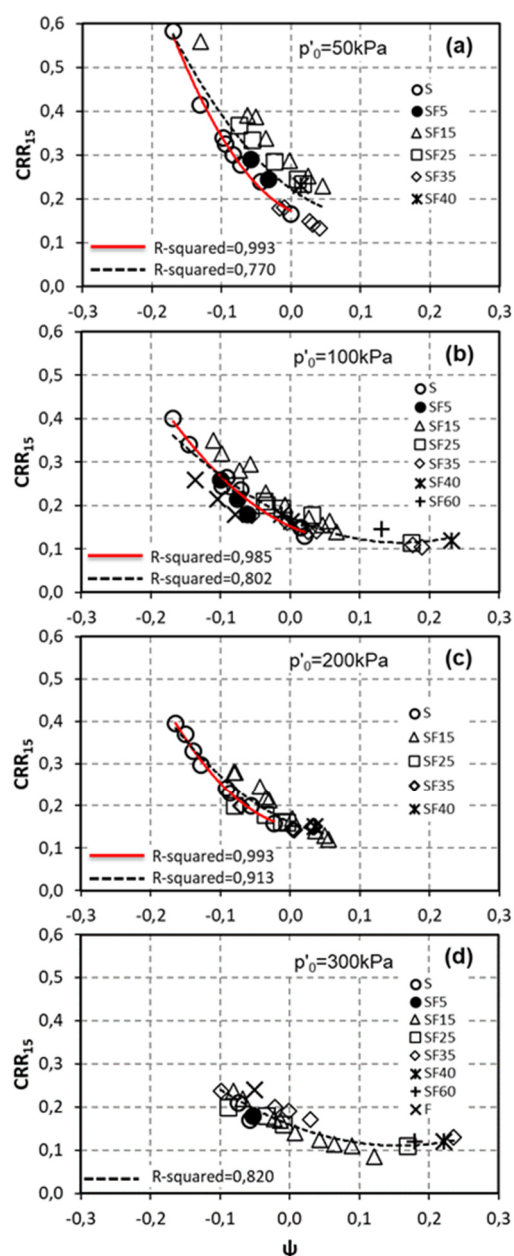 0,6
p'0=50kPa
(a)
0,5
S
SF5
0,4
SF15
CRR15
0,3
SF25
SF35
0,2
SF40
0,1
R-squared=0,993
R-squared=0,770
0,0
-0,3 -0,2 -0,1 0,0 0,1 0,2 0,3
0,6
p'0=100kPa
(b)
0,5
S
SF5
0,4
SF15
CRR15
0,3
SF25
SF35
0,2
SF40
SF60
0,1
R-squared=0,985
R-squared=0,802
0,0
-0,3 -0,2 -0,1 0,0 0,1 0,2 0,3
0,6
p'0=200kPa
(c)
0,5
S
0,4
SF15
CRR15
0,3
SF25
SF35
0,2
SF40
0,1
R-squared=0,993
R-squared=0,913
0,0
-0,3 -0,2 -0,1 0,0 0,1 0,2 0,3
0,6
p'0=300kPa
(d)
0,5
S
SF5
0,4
SF15
SF25
CRR15
0,3
SF35
SF40
0,2
SF60
F
0,1
R-squared=0,820
0,0
-0,3 -0,2 -0,1 0,0 0,1 0,2 0,3
ψ